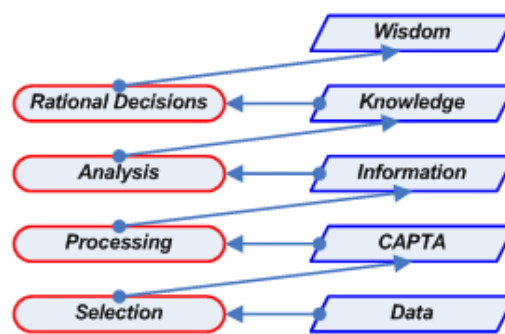 Wisdom
Rational Decisions
Knowledge
Analysis
Information
Processing
CAPTA
Selection
Data